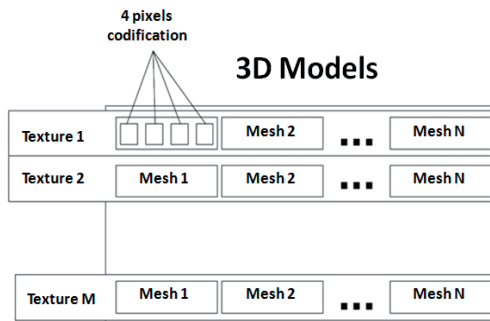 4 pixels
codification
3D Models
Texture 1 Mesh 2 ... Mesh N
Texture 2 Mesh 1 Mesh 2 ... Mesh N
Texture M Mesh 1 Mesh 2 ... Mesh N